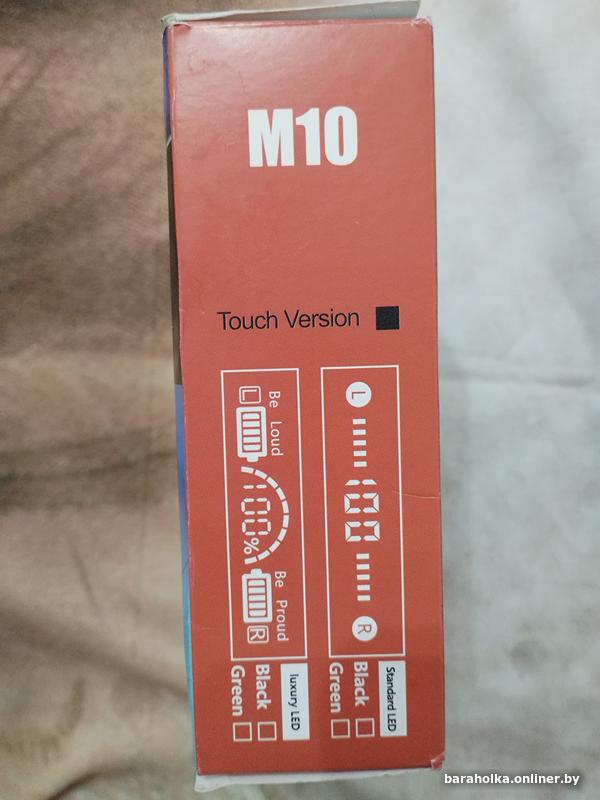 M10
Touch Version
L 100 R
Standard LED
Black
Green
Be Loud
Be Proud
L 100% R
luxury LED
Black
Green
baraholka.onliner.by